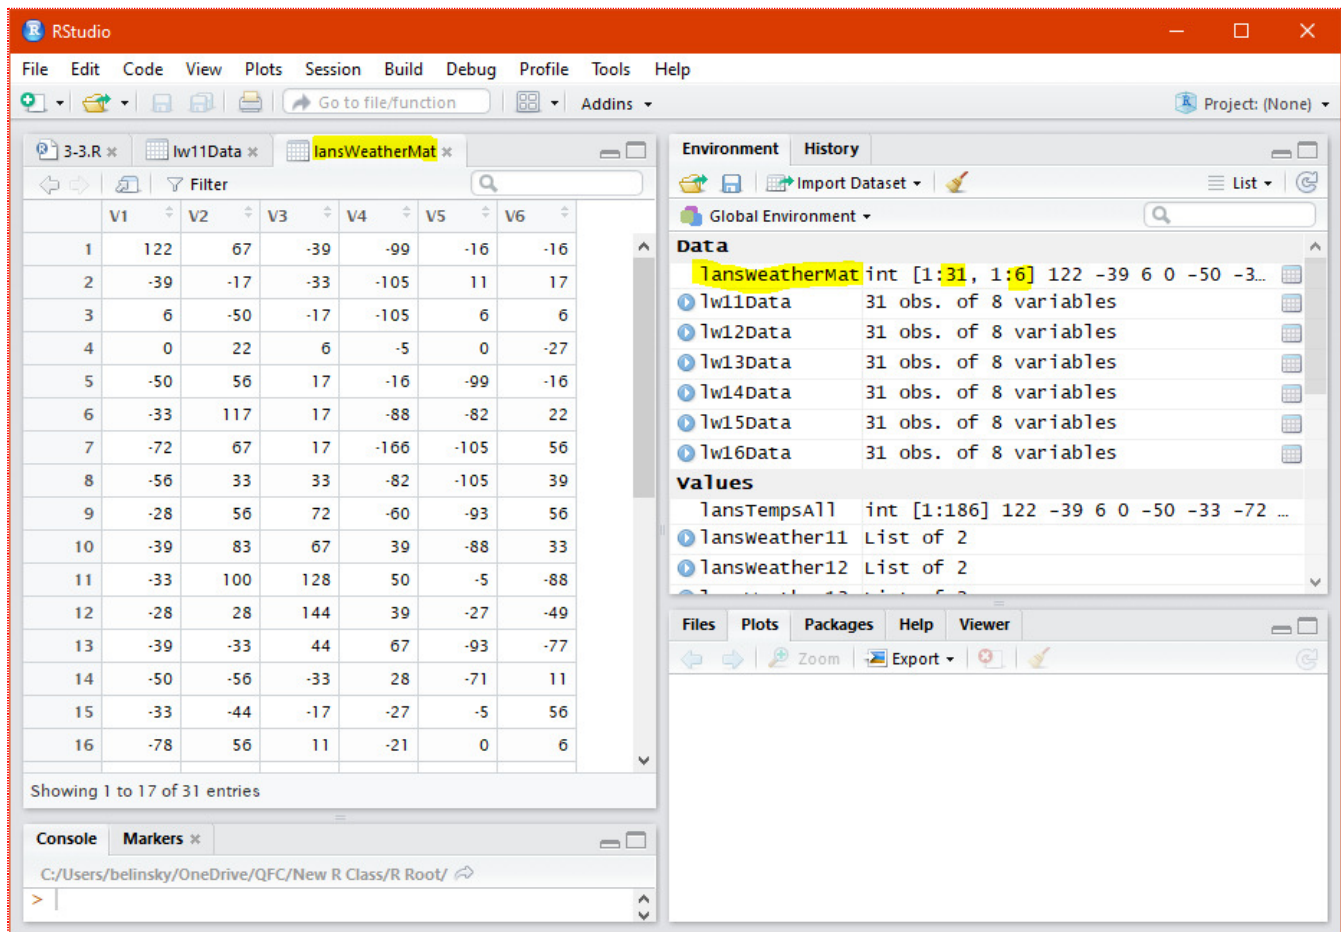 RStudio
File Edit Code View Plots Session Build Debug Profile Tools Help
Go to file/function Addins Project: (None)
3-3.R lw11Data lansWeatherMat
Filter
V1 V2 V3 V4 V5 V6
1 122 67 -39 -99 -16 -16
2 -39 -17 -33 -105 11 17
3 6 -50 -17 -105 6 6
4 0 22 6 -5 0 -27
5 -50 56 17 -16 -99 -16
6 -33 117 17 -88 -82 22
7 -72 67 17 -166 -105 56
8 -56 33 33 -82 -105 39
9 -28 56 72 -60 -93 56
10 -39 83 67 39 -88 33
11 -33 100 128 50 -5 -88
12 -28 28 144 39 -27 -49
13 -39 -33 44 67 -93 -77
14 -50 -56 -33 28 -71 11
15 -33 -44 -17 -27 -5 56
16 -78 56 11 -21 0 6
Showing 1 to 17 of 31 entries
Console Markers
C:/Users/belinsky/OneDrive/QFC/New R Class/R Root/
>
Environment History
Import Dataset List
Global Environment
Data
lansWeatherMat int [1:31, 1:6] 122 -39 6 0 -50 -3…
lw11Data 31 obs. of 8 variables
lw12Data 31 obs. of 8 variables
lw13Data 31 obs. of 8 variables
lw14Data 31 obs. of 8 variables
lw15Data 31 obs. of 8 variables
lw16Data 31 obs. of 8 variables
Values
lansTempsAll int [1:186] 122 -39 6 0 -50 -33 -72 …
lansWeather11 List of 2
lansWeather12 List of 2
Files Plots Packages Help Viewer
Zoom Export